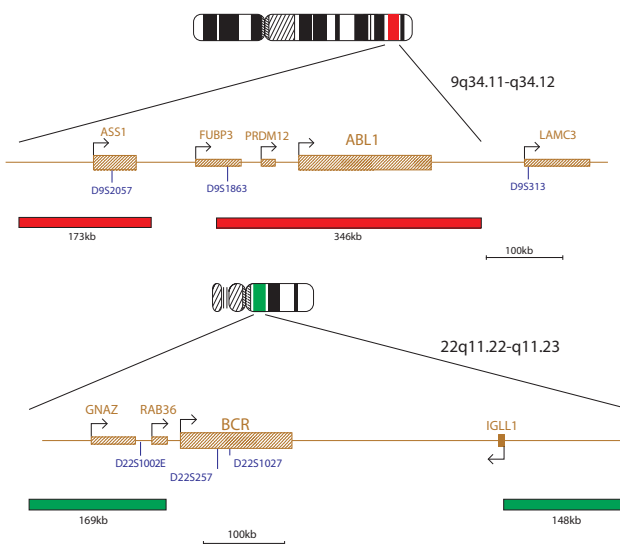 9q34.11-q34.12
ASS1
FUBP3
PRDM12
ABL1
LAMC3
D9S2057
D9S1863
D9S313
173kb
346kb
100kb
22q11.22-q11.23
GNAZ
RAB36
BCR
IGLL1
D22S1002E
D22S1027
D22S257
169kb
148kb
100kb